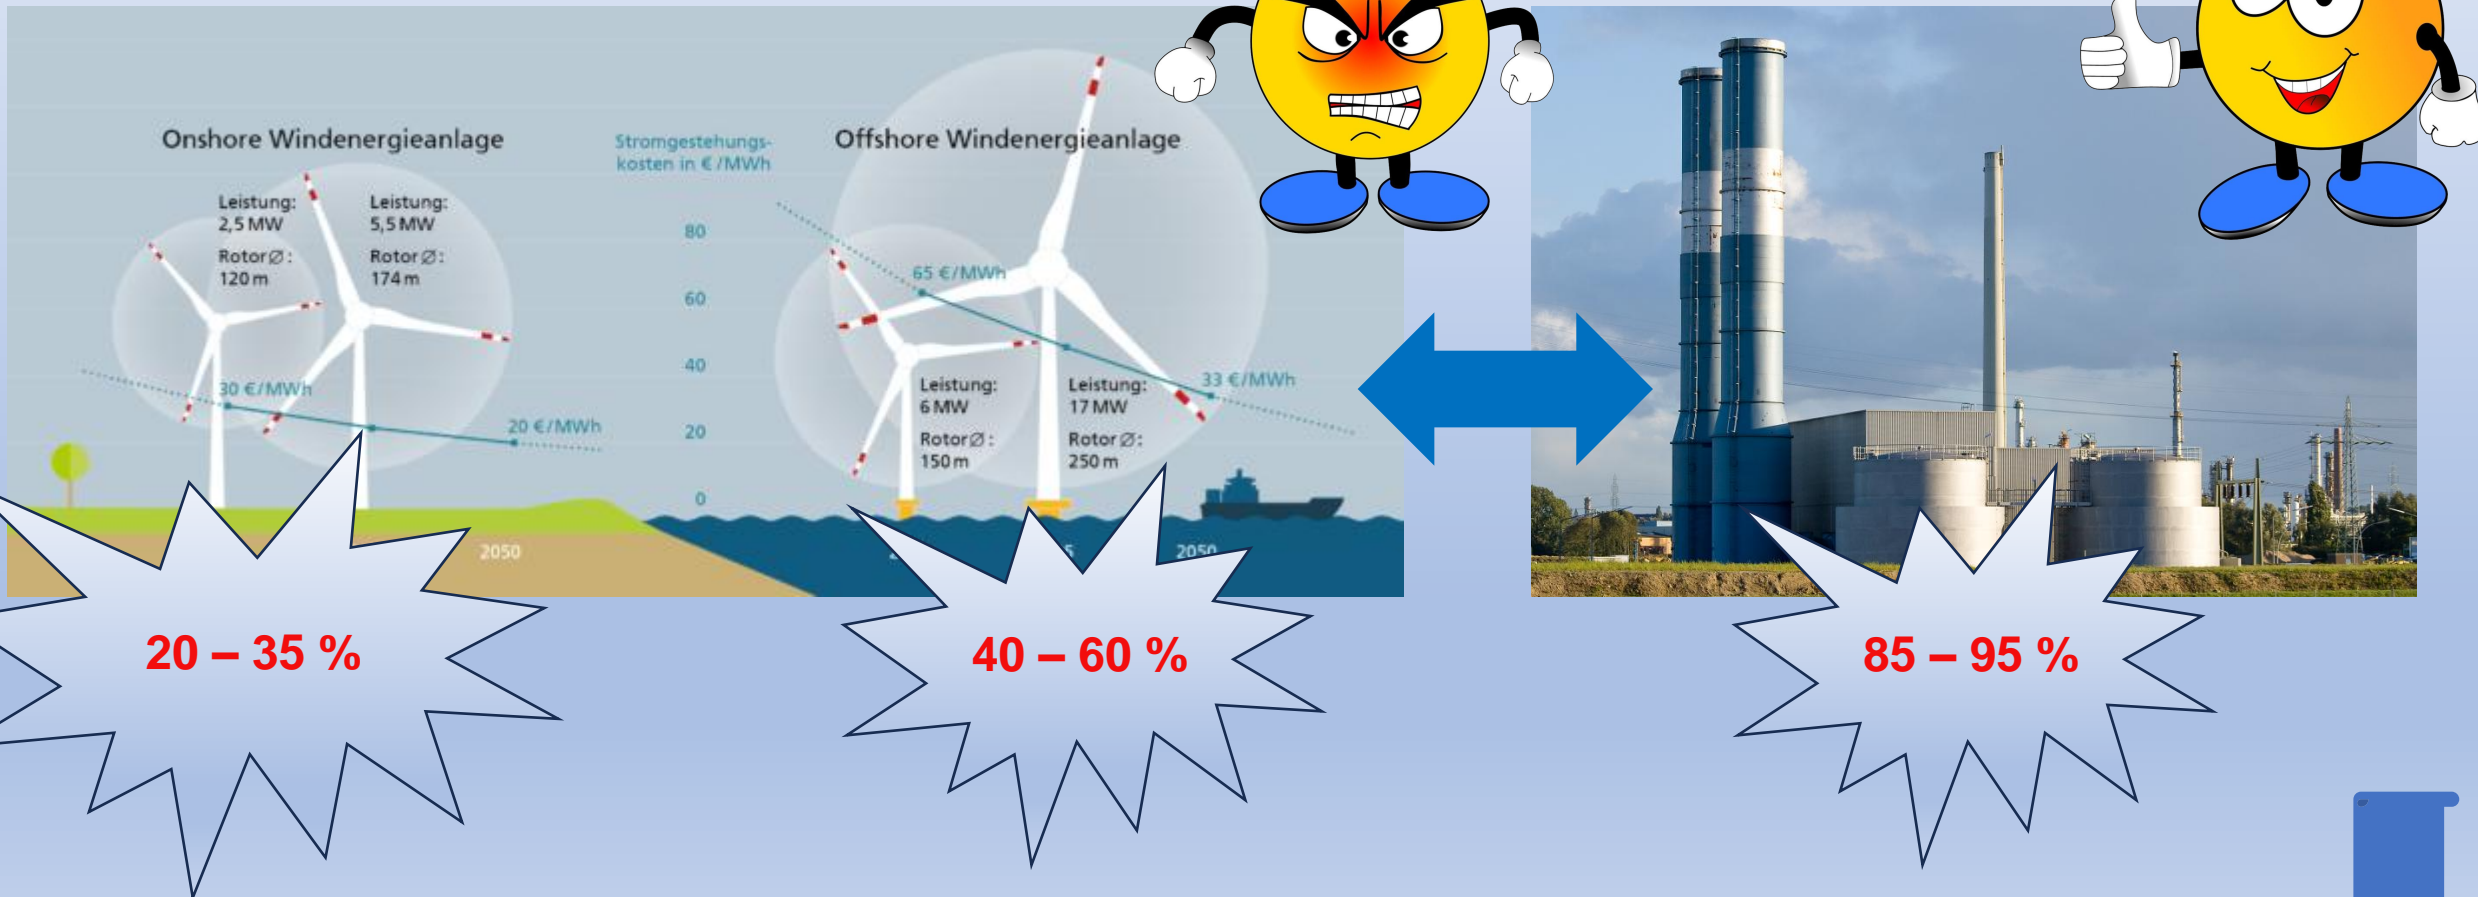 Onshore Windenergieanlage
Leistung:
2,5 MW
Rotor Ø:
120 m
Leistung:
5,5 MW
Rotor Ø:
174 m
30 €/MWh
20 €/MWh
2050
Stromgestehungs-
kosten in €/MWh
80
60
40
20
0
Offshore Windenergieanlage
65 €/MWh
33 €/MWh
Leistung:
6 MW
Rotor Ø:
150 m
Leistung:
17 MW
Rotor Ø:
250 m
2050
20 – 35 %
40 – 60 %
85 – 95 %